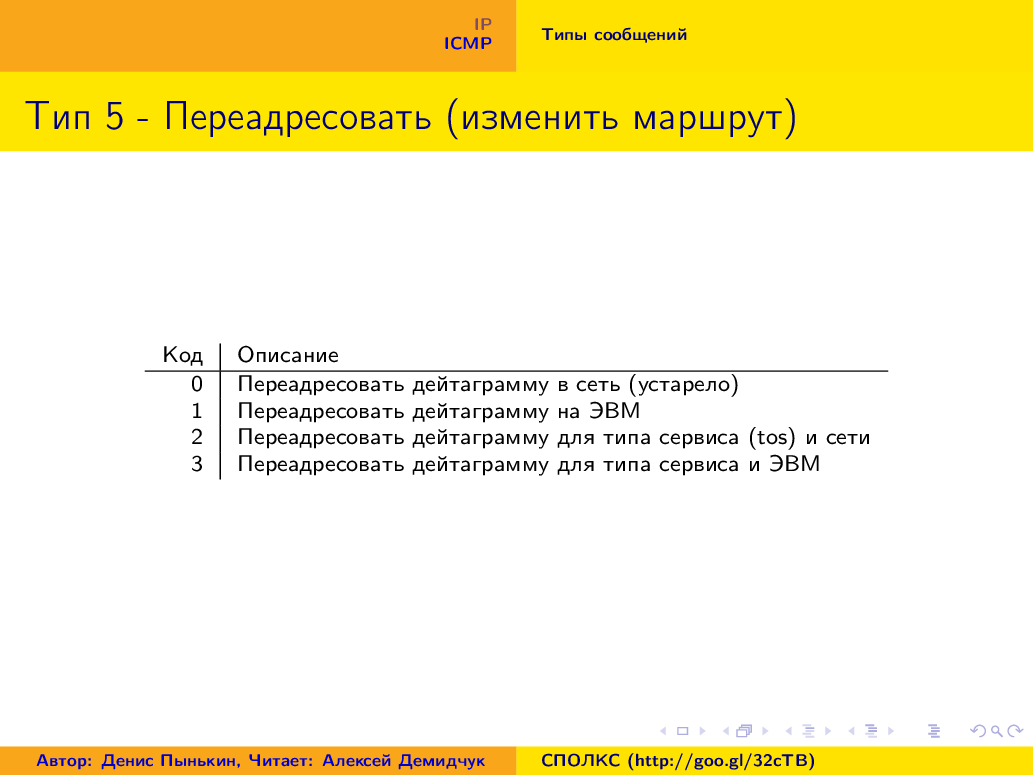 IP
ICMP
Типы сообщений
Тип 5 - Переадресовать (изменить маршрут)
Код Описание
0 Переадресовать дейтаграмму в сеть (устарело)
1 Переадресовать дейтаграмму на ЭВМ
2 Переадресовать дейтаграмму для типа сервиса (tos) и сети
3 Переадресовать дейтаграмму для типа сервиса и ЭВМ
Автор: Денис Пынькин, Читает: Алексей Демидчук
СПОЛКС (http://goo.gl/32cTB)